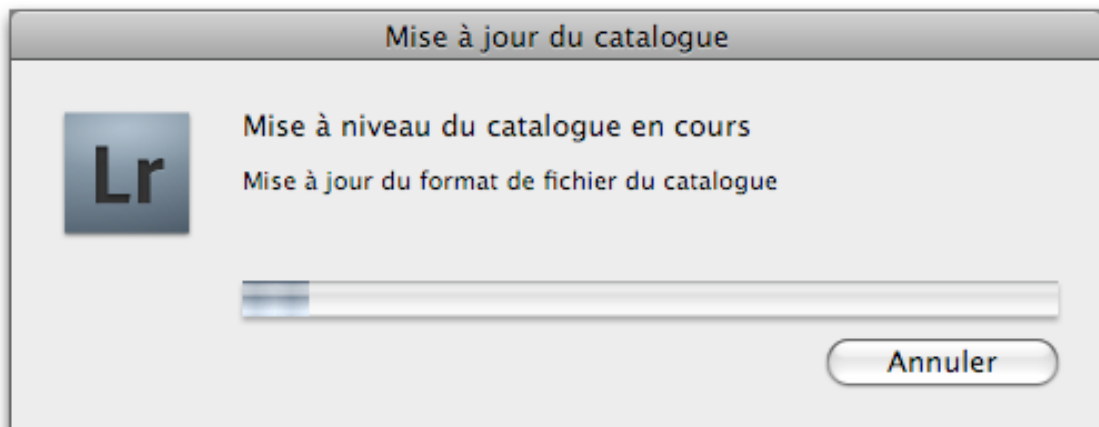 Mise à jour du catalogue
Lr
Mise à niveau du catalogue en cours
Mise à jour du format de fichier du catalogue
Annuler